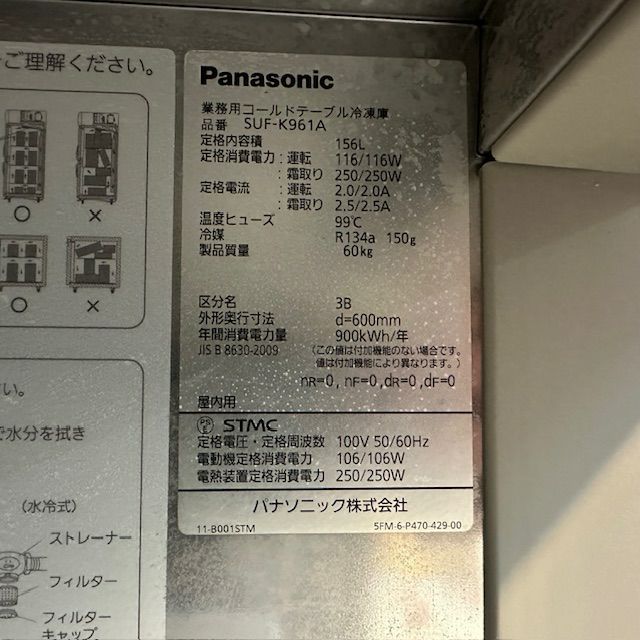 ご理解ください。
Panasonic
業務用コールドテーブル冷凍庫
品番 SUF-K961A
定格内容積 156L
定格消費電力:運転 116/116W
:霜取り 250/250W
定格電流 :運転 2.0/2.0A
:霜取り 2.5/2.5A
温度ヒューズ 99℃
冷媒 R134a 150g
製品質量 60kg
区分名 3B
外形奥行寸法 d=600mm
年間消費電力量 900kWh/年
JIS B 8630-2009 (この値は付加機能のない場合です。
値は付加機能により異なります。)
nR=0, nF=0, dR=0, dF=0
屋内用
PS E STMC
定格電圧・定格周波数 100V 50/60Hz
電動機定格消費電力 106/106W
電熱装置定格消費電力 250/250W
パナソニック株式会社
11-B001STM 5FM-6-P470-429-00
○ ×
○ ×
い。
で水分を拭き
(水冷式)
ストレーナー
フィルター
フィルター
キャップ